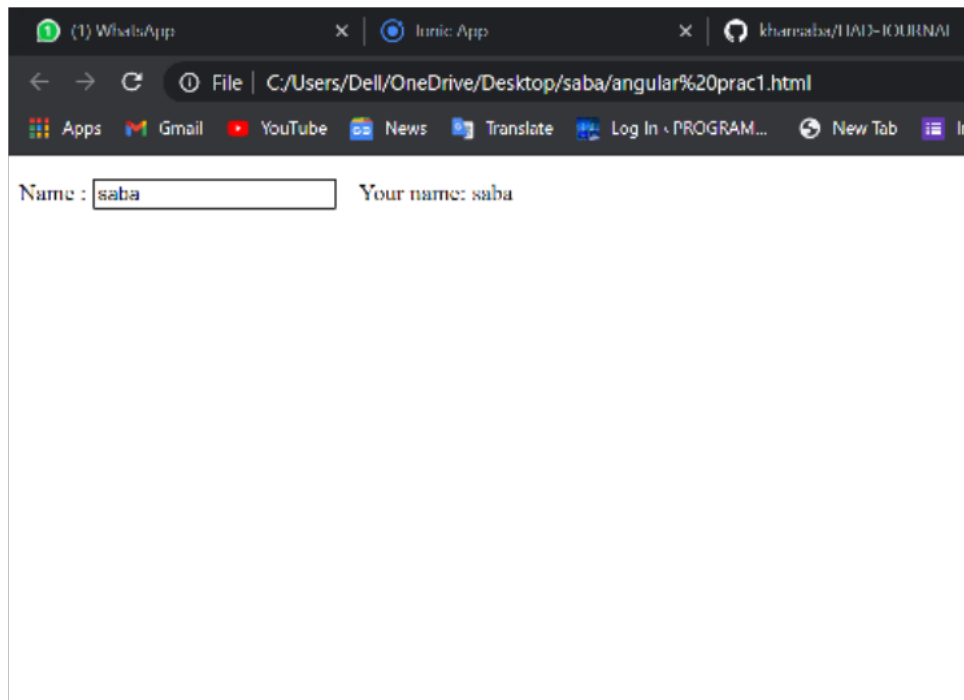 (1) WhatsApp Ionic App khansaba/HAD-JOURNAL
File C:/Users/Dell/OneDrive/Desktop/saba/angular%20prac1.html
Apps Gmail YouTube News Translate Log In ‹ PROGRAM... New Tab
Name : saba Your name: saba